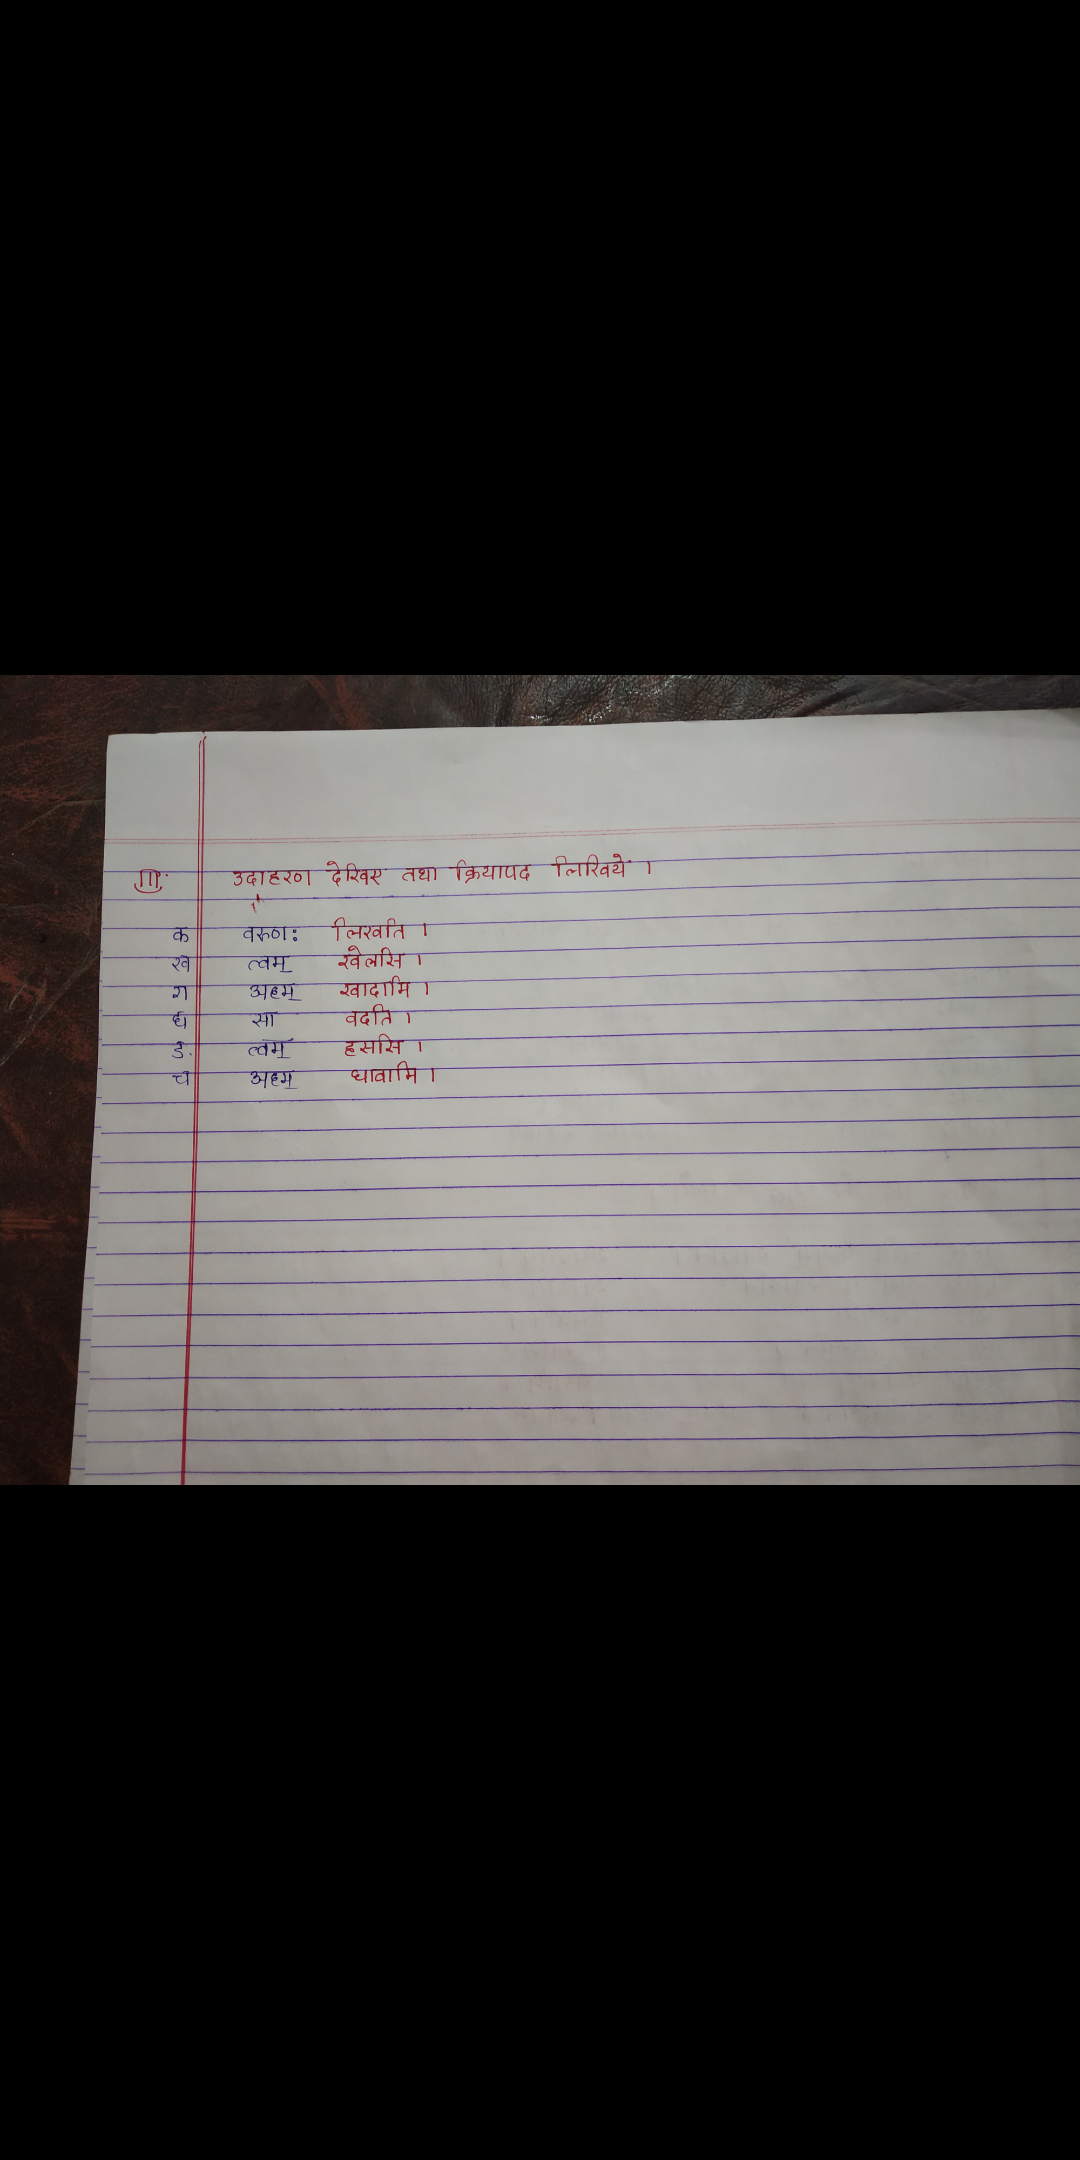 III. उदाहरण देखिए तथा क्रियापद लिखिये ।
क वरुणः लिखति ।
ख त्वम् खेलसि ।
ग अहम् खादामि ।
घ सा वदति ।
ङ. त्वम् हससि ।
च अहम् धावामि ।